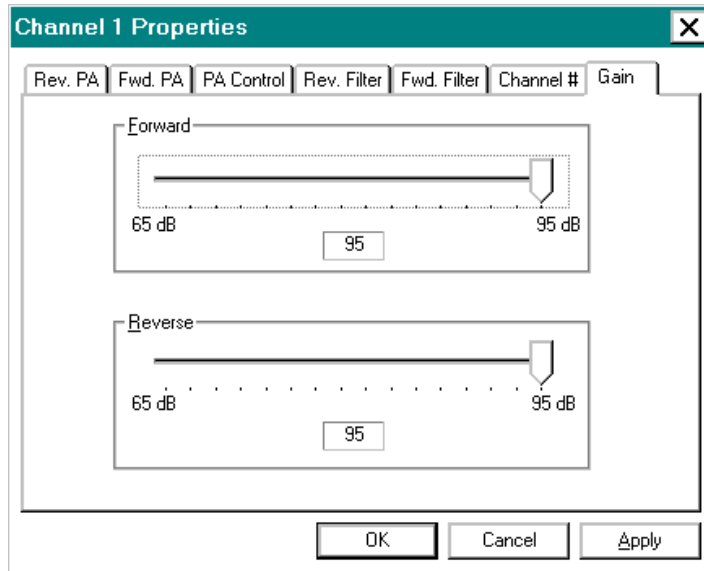 Channel 1 Properties
Rev. PA Fwd. PA PA Control Rev. Filter Fwd. Filter Channel # Gain
Forward
65 dB 95 dB
95
Reverse
65 dB 95 dB
95
OK Cancel Apply